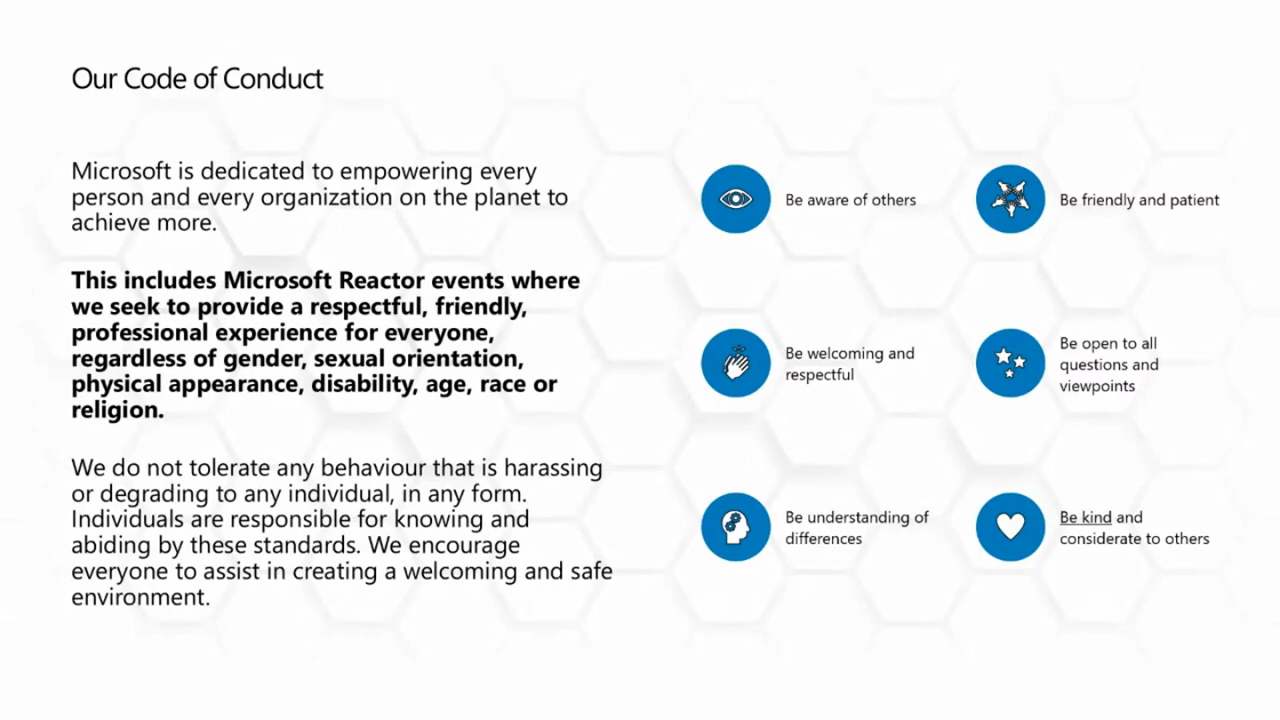 Our Code of Conduct
Microsoft is dedicated to empowering every
person and every organization on the planet to
achieve more.
This includes Microsoft Reactor events where
we seek to provide a respectful, friendly,
professional experience for everyone,
regardless of gender, sexual orientation,
physical appearance, disability, age, race or
religion.
We do not tolerate any behaviour that is harassing
or degrading to any individual, in any form.
Individuals are responsible for knowing and
abiding by these standards. We encourage
everyone to assist in creating a welcoming and safe
environment.
Be aware of others
Be friendly and patient
Be welcoming and
respectful
Be open to all
questions and
viewpoints
Be understanding of
differences
Be kind and
considerate to others